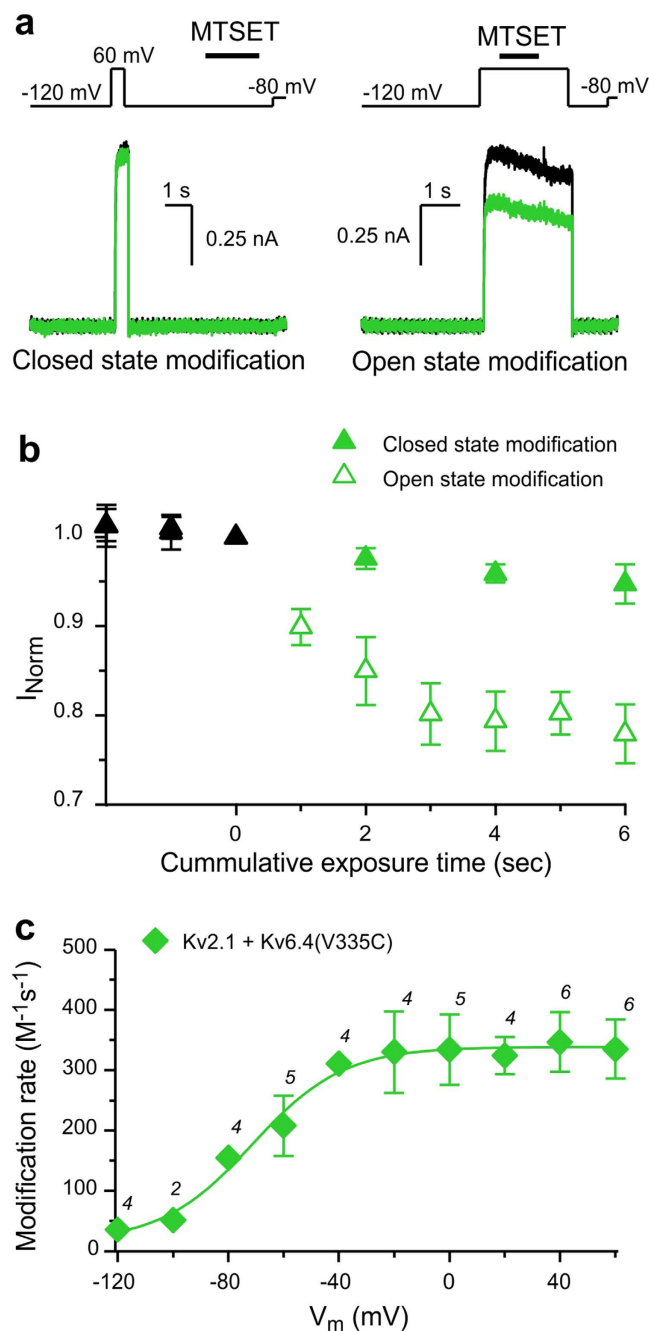 a
MTSET
60 mV
-120 mV
-80 mV
1 s
0.25 nA
Closed state modification
MTSET
-120 mV
-80 mV
1 s
0.25 nA
Open state modification
b
Closed state modification
Open state modification
1.0
0.9
0.8
0.7
I_Norm
0 2 4 6
Cummulative exposure time (sec)
c
Kv2.1 + Kv6.4(V335C)
500
400
300
200
100
0
Modification rate (M⁻¹s⁻¹)
4 2 4 5 4 4 5 4 6 6
-120 -80 -40 0 40
V_m (mV)